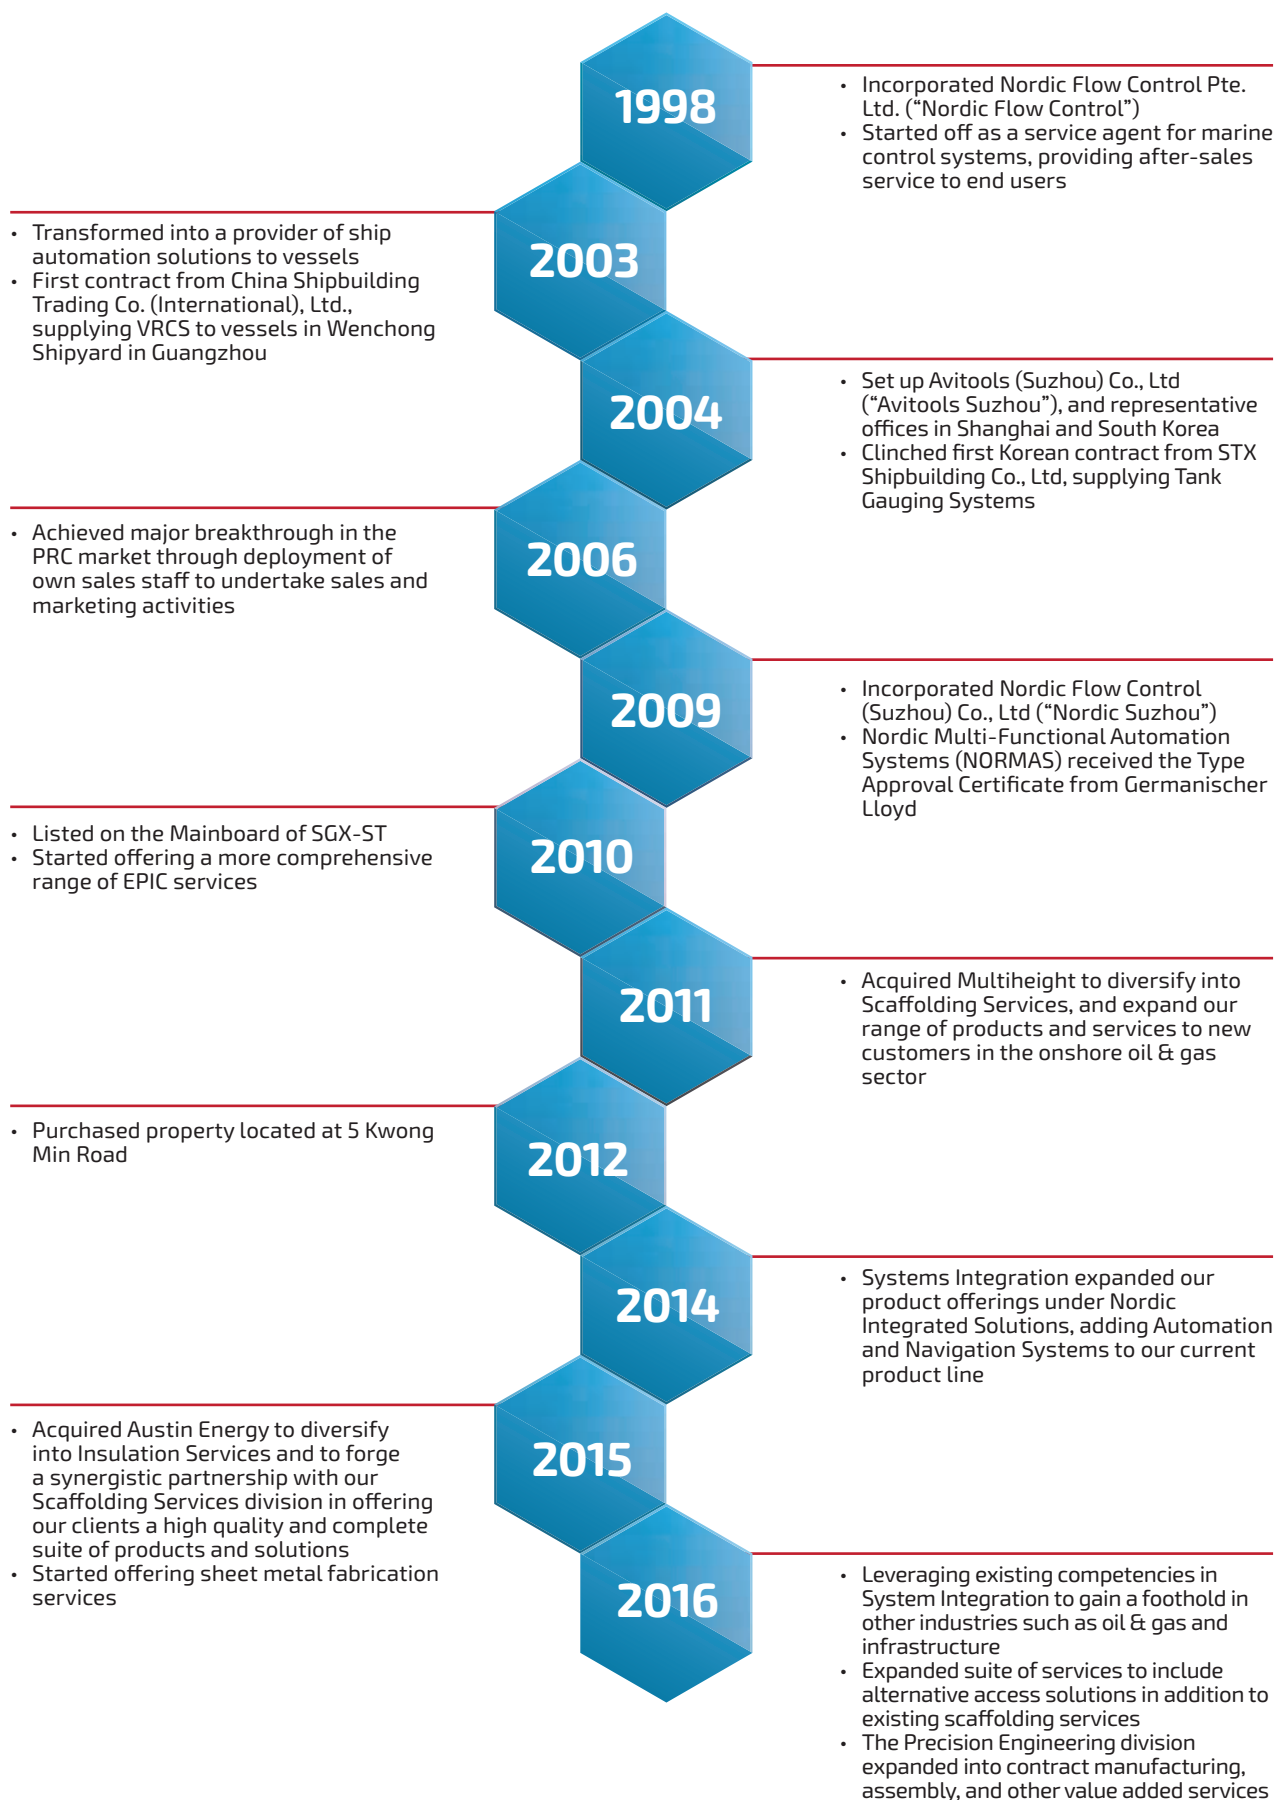 1998
• Incorporated Nordic Flow Control Pte.
Ltd. (“Nordic Flow Control”)
• Started off as a service agent for marine
control systems, providing after-sales
service to end users
2003
• Transformed into a provider of ship
automation solutions to vessels
• First contract from China Shipbuilding
Trading Co. (International), Ltd.,
supplying VRCS to vessels in Wenchong
Shipyard in Guangzhou
2004
• Set up Avitools (Suzhou) Co., Ltd
(“Avitools Suzhou”), and representative
offices in Shanghai and South Korea
• Clinched first Korean contract from STX
Shipbuilding Co., Ltd, supplying Tank
Gauging Systems
2006
• Achieved major breakthrough in the
PRC market through deployment of
own sales staff to undertake sales and
marketing activities
2009
• Incorporated Nordic Flow Control
(Suzhou) Co., Ltd (“Nordic Suzhou”)
• Nordic Multi-Functional Automation
Systems (NORMAS) received the Type
Approval Certificate from Germanischer
Lloyd
2010
• Listed on the Mainboard of SGX-ST
• Started offering a more comprehensive
range of EPIC services
2011
• Acquired Multiheight to diversify into
Scaffolding Services, and expand our
range of products and services to new
customers in the onshore oil & gas
sector
2012
• Purchased property located at 5 Kwong
Min Road
2014
• Systems Integration expanded our
product offerings under Nordic
Integrated Solutions, adding Automation
and Navigation Systems to our current
product line
2015
• Acquired Austin Energy to diversify
into Insulation Services and to forge
a synergistic partnership with our
Scaffolding Services division in offering
our clients a high quality and complete
suite of products and solutions
• Started offering sheet metal fabrication
services
2016
• Leveraging existing competencies in
System Integration to gain a foothold in
other industries such as oil & gas and
infrastructure
• Expanded suite of services to include
alternative access solutions in addition to
existing scaffolding services
• The Precision Engineering division
expanded into contract manufacturing,
assembly, and other value added services